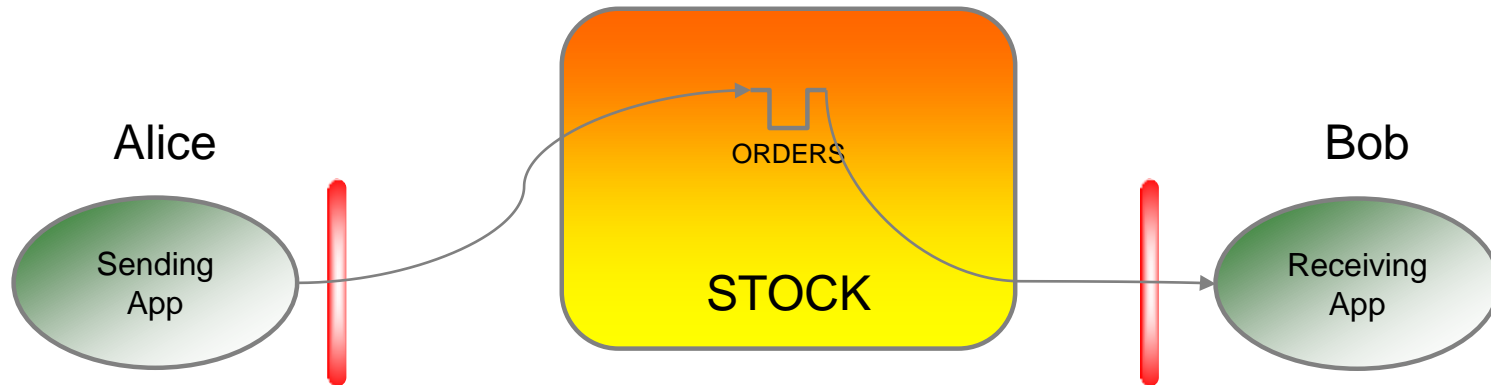 Alice
Sending
App
ORDERS
STOCK
Bob
Receiving
App